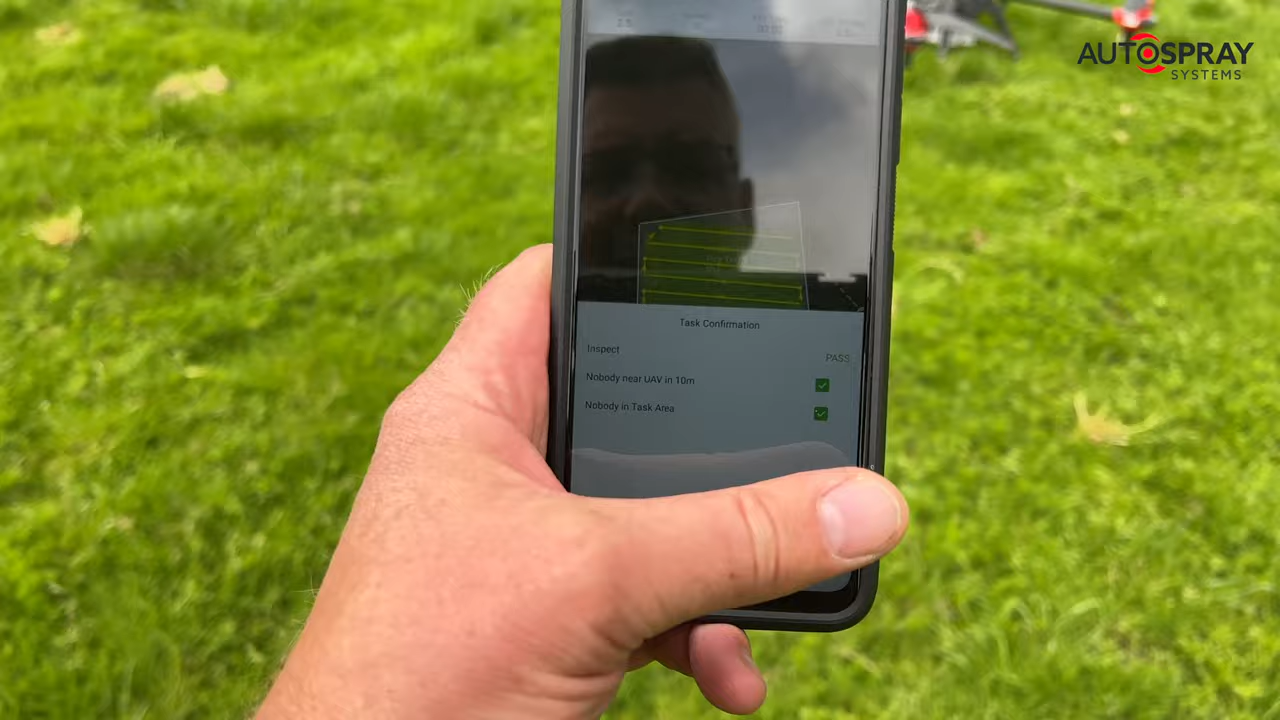 AUTOSPRAY
SYSTEMS
Task Confirmation
Inspect
PASS
Nobody near UAV in 10m
Nobody in Task Area